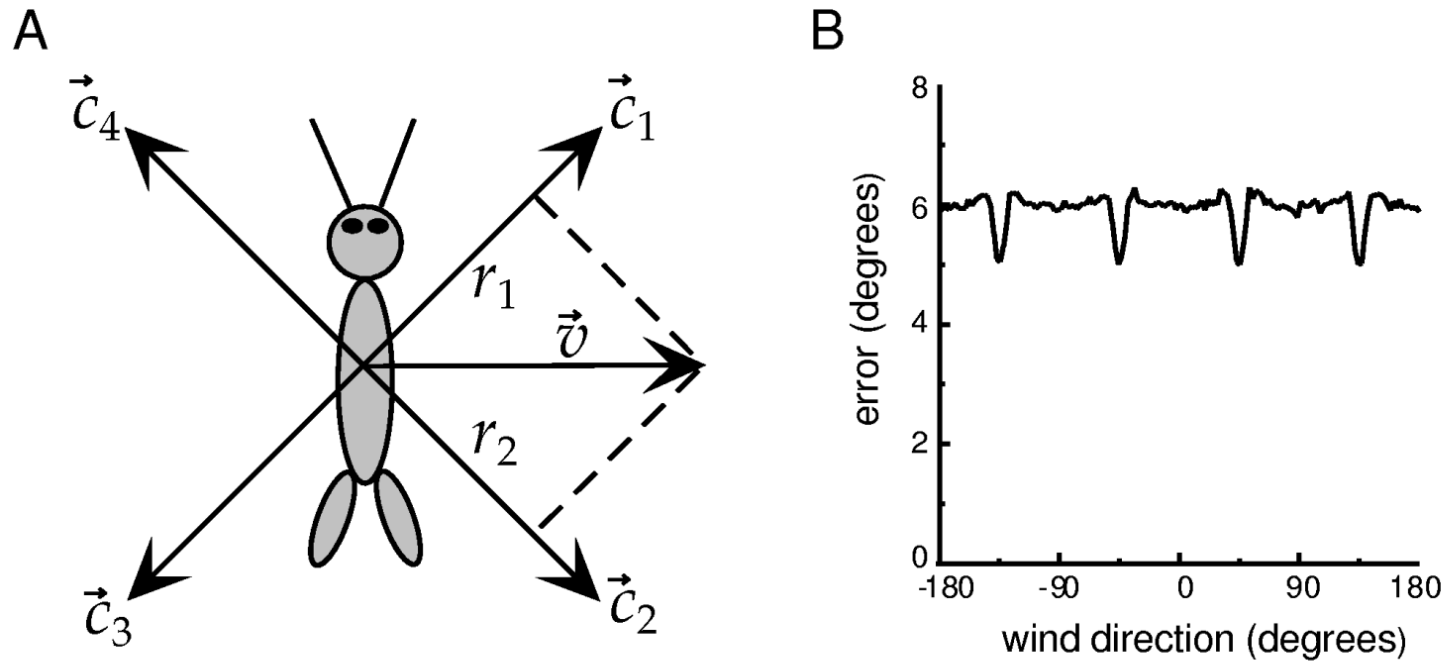 A
B
c⃗4
c⃗1
r1
v⃗
r2
c⃗3
c⃗2
error (degrees)
8
6
4
2
0
-180 -90 0 90 180
wind direction (degrees)